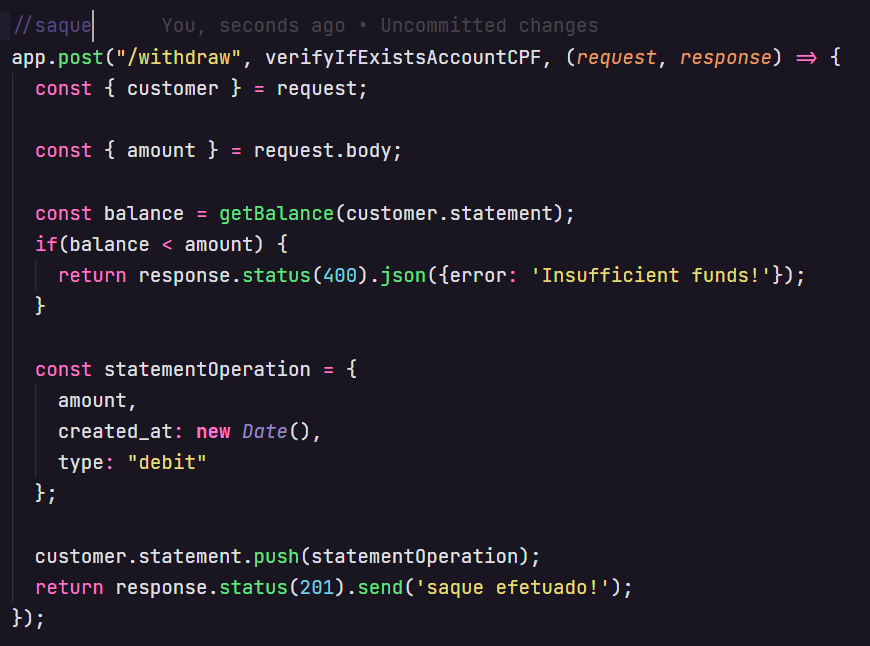 //saque You, seconds ago • Uncommitted changes
app.post("/withdraw", verifyIfExistsAccountCPF, (request, response) => {
const { customer } = request;
const { amount } = request.body;
const balance = getBalance(customer.statement);
if(balance < amount) {
return response.status(400).json({error: 'Insufficient funds!'});
}
const statementOperation = {
amount,
created_at: new Date(),
type: "debit"
};
customer.statement.push(statementOperation);
return response.status(201).send('saque efetuado!');
});